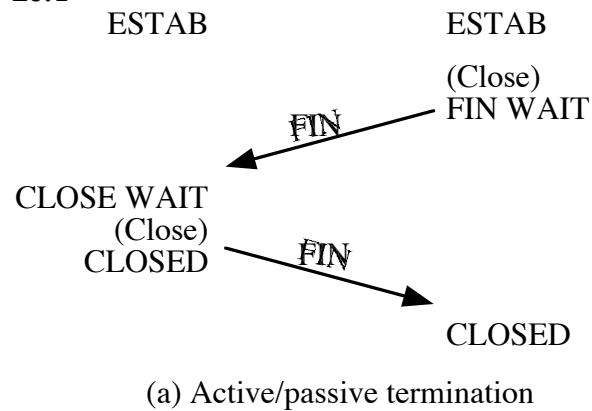 ESTAB ESTAB
(Close)
FIN WAIT
FIN
CLOSE WAIT
(Close)
CLOSED
FIN
CLOSED
(a) Active/passive termination